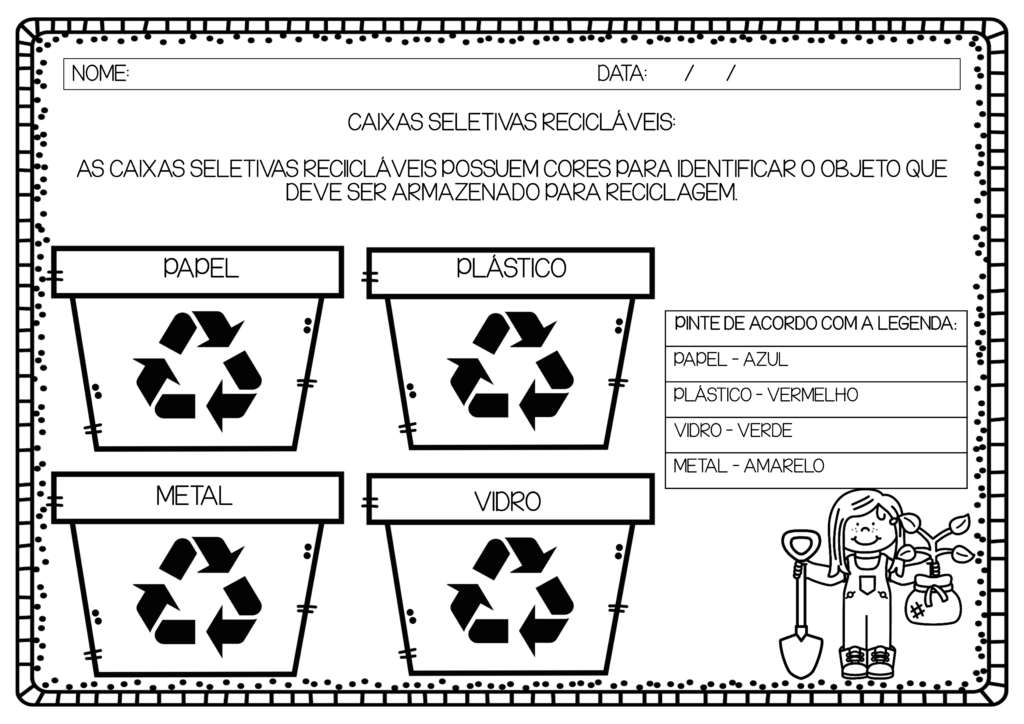 NOME: DATA: / /
CAIXAS SELETIVAS RECICLÁVEIS:
AS CAIXAS SELETIVAS RECIICLÁVEIS POSSUEM CORES PARA IDENTIFICAR O OBJETO QUE
DEVE SER ARMAZENADO PARA RECICLAGEM.
PAPEL
PLÁSTICO
METAL
VIDRO
PINTE DE ACORDO COM A LEGENDA:
PAPEL - AZUL
PLÁSTICO - VERMELHO
VIDRO - VERDE
METAL - AMARELO